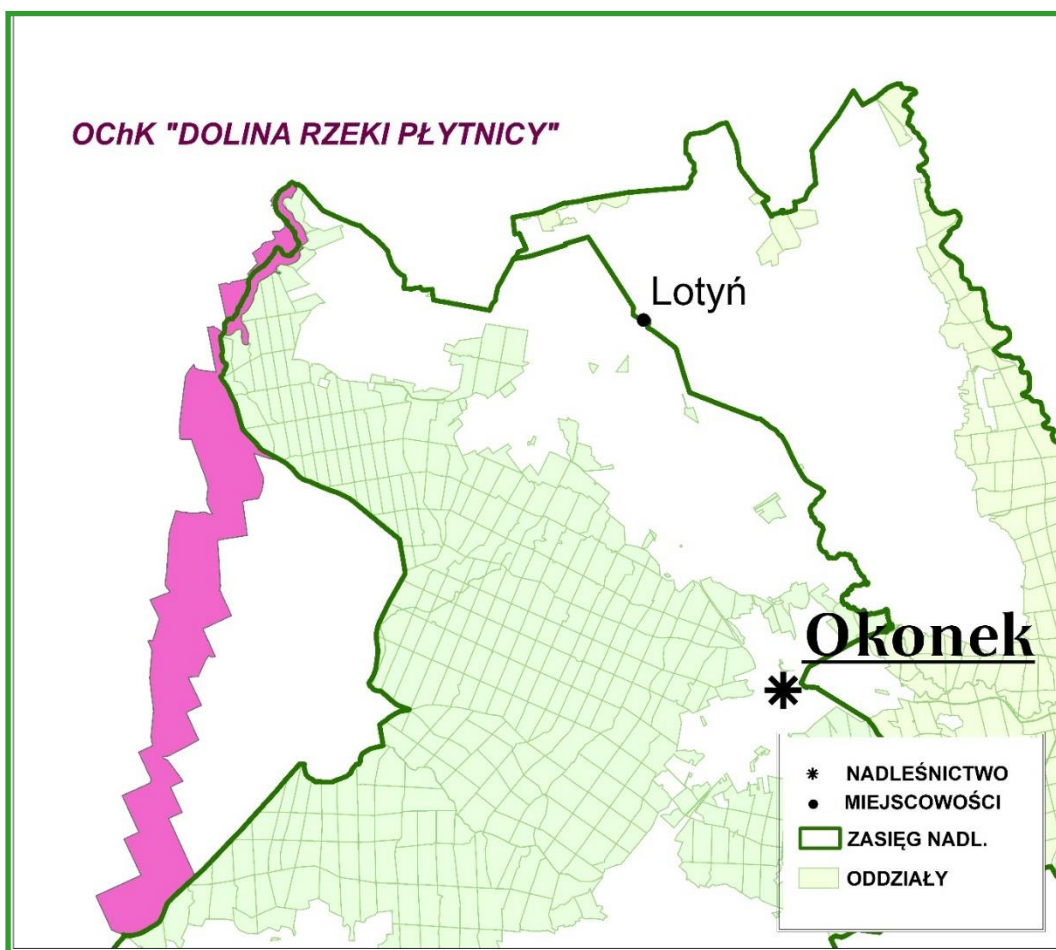 OChK "DOLINA RZEKI PŁYTNICY"
Lotyń
Okonek
NADLEŚNICTWO
MIEJSCOWOŚCI
ZASIĘG NADL.
ODDZIAŁY